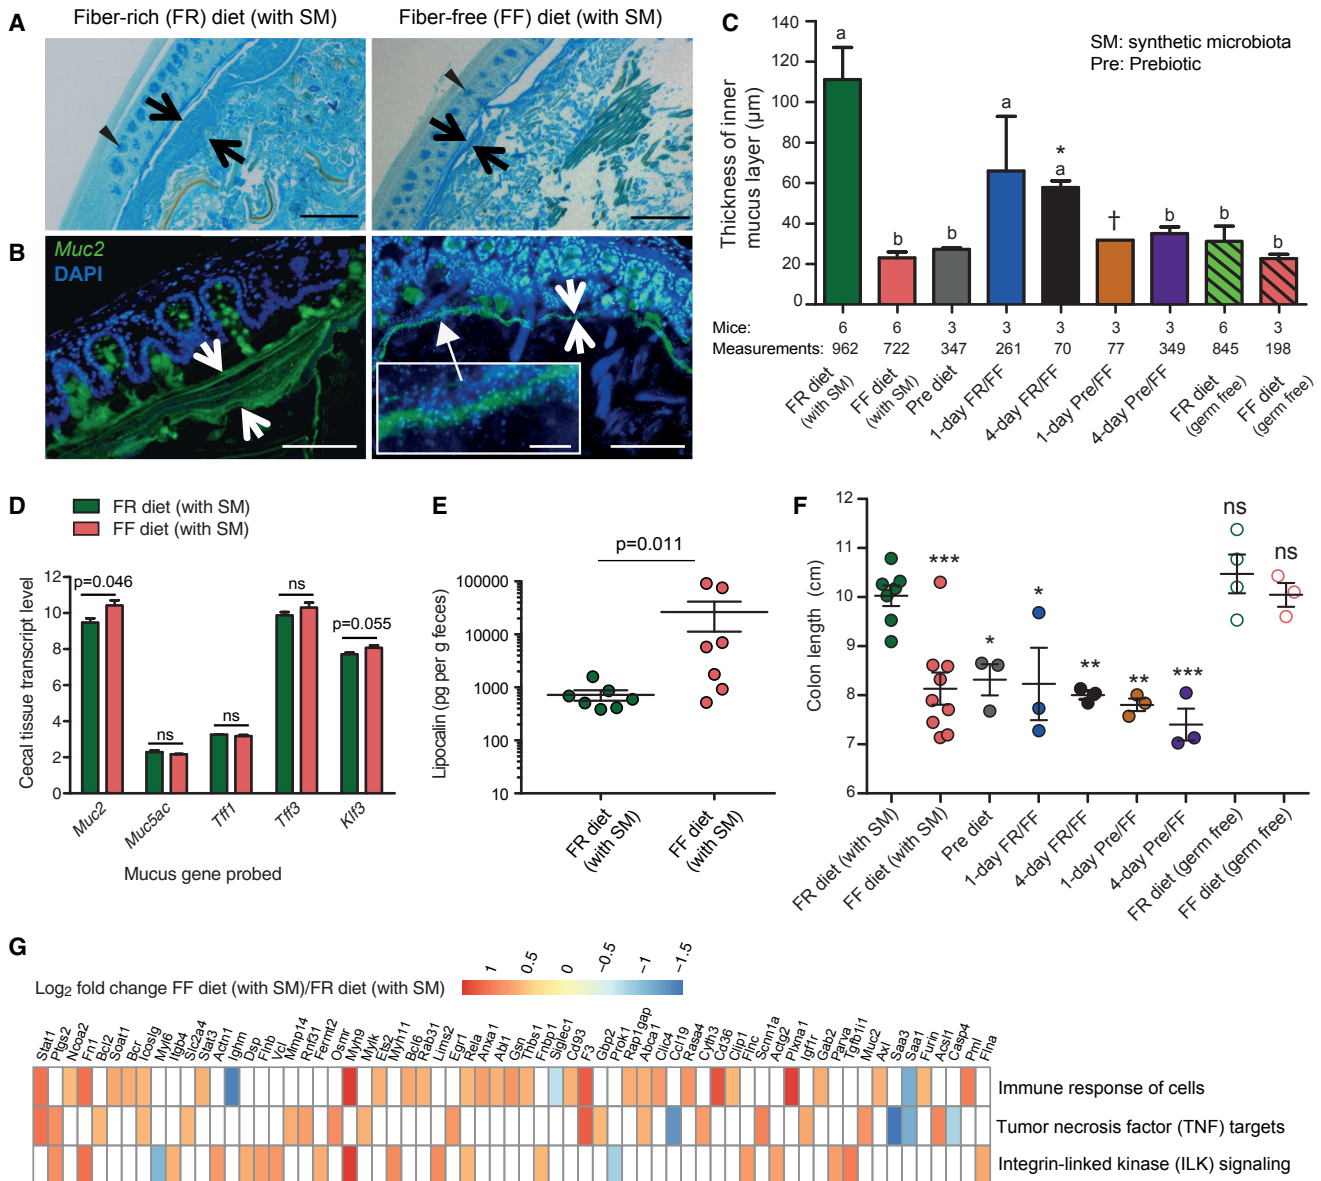 A
Fiber-rich (FR) diet (with SM)
Fiber-free (FF) diet (with SM)
B
Muc2
DAPI
C
SM: synthetic microbiota
Pre: Prebiotic
Thickness of inner
mucus layer (µm)
140
120
100
80
60
40
20
0
a
b
b
a
*
a
†
b
b
b
Mice: 6 6 3 3 3 3 3 6 3
Measurements: 962 722 347 261 70 77 349 845 198
FR diet
(with SM)
FF diet
(with SM)
Pre diet
1-day FR/FF
4-day FR/FF
1-day Pre/FF
4-day Pre/FF
FR diet
(germ free)
FF diet
(germ free)
D
FR diet (with SM)
FF diet (with SM)
Cecal tissue transcript level
12
10
8
6
4
2
0
p=0.046
ns
ns
ns
p=0.055
Muc2
Muc5ac
Tff1
Tff3
Klf3
Mucus gene probed
E
p=0.011
Lipocalin (pg per g feces)
100000
10000
1000
100
10
FR diet
(with SM)
FF diet
(with SM)
F
Colon length (cm)
12
11
10
9
8
7
6
***
*
*
**
**
***
ns
ns
FR diet (with SM)
FF diet (with SM)
Pre diet
1-day FR/FF
4-day FR/FF
1-day Pre/FF
4-day Pre/FF
FR diet (germ free)
FF diet (germ free)
G
Log2 fold change FF diet (with SM)/FR diet (with SM)
1 0.5 0 −0.5 −1 −1.5
Stat1 Ptgs2 Ncoa2 Fn1 Bcl2 Soat1 Bcr Icoslg Myl6 Itgb4 Slc2a4 Stat3 Actn1 Ighm Dsp Flnb Vcl Mmp14 Rnf31 Fermt2 Osmr Myh9 Mylk Ets2 Myh11 Bcl6 Rab31 Lims2 Egr1 Rela Anxa1 Abl1 Gsn Thbs1 Fnbp1 Siglec1 Cd93 F3 Gbp2 Prok1 Rap1gap Abca1 Clic4 Ccl19 Rasa4 Cyth3 Cd36 Clip1 Flnc Scnn1a Actg2 Plxna1 Igf1r Gab2 Parva Tgfb1i1 Muc2 Axl Saa3 Saa1 Furin Acsl1 Casp4 Pml Flna
Immune response of cells
Tumor necrosis factor (TNF) targets
Integrin-linked kinase (ILK) signaling